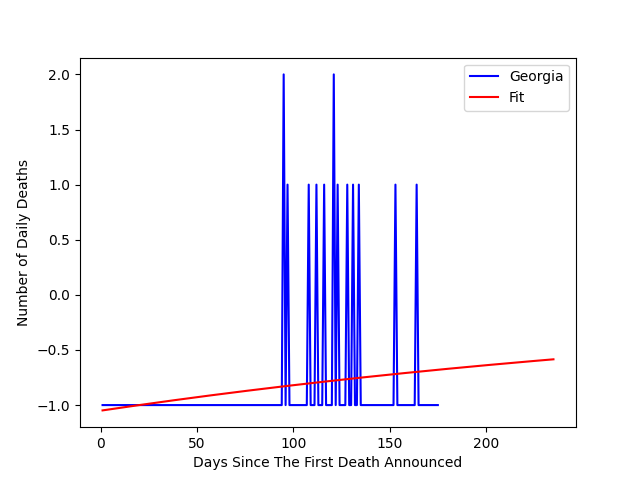 Georgia
Fit
2.0
1.5
1.0
0.5
0.0
−0.5
−1.0
Number of Daily Deaths
0 50 100 150 200
Days Since The First Death Announced